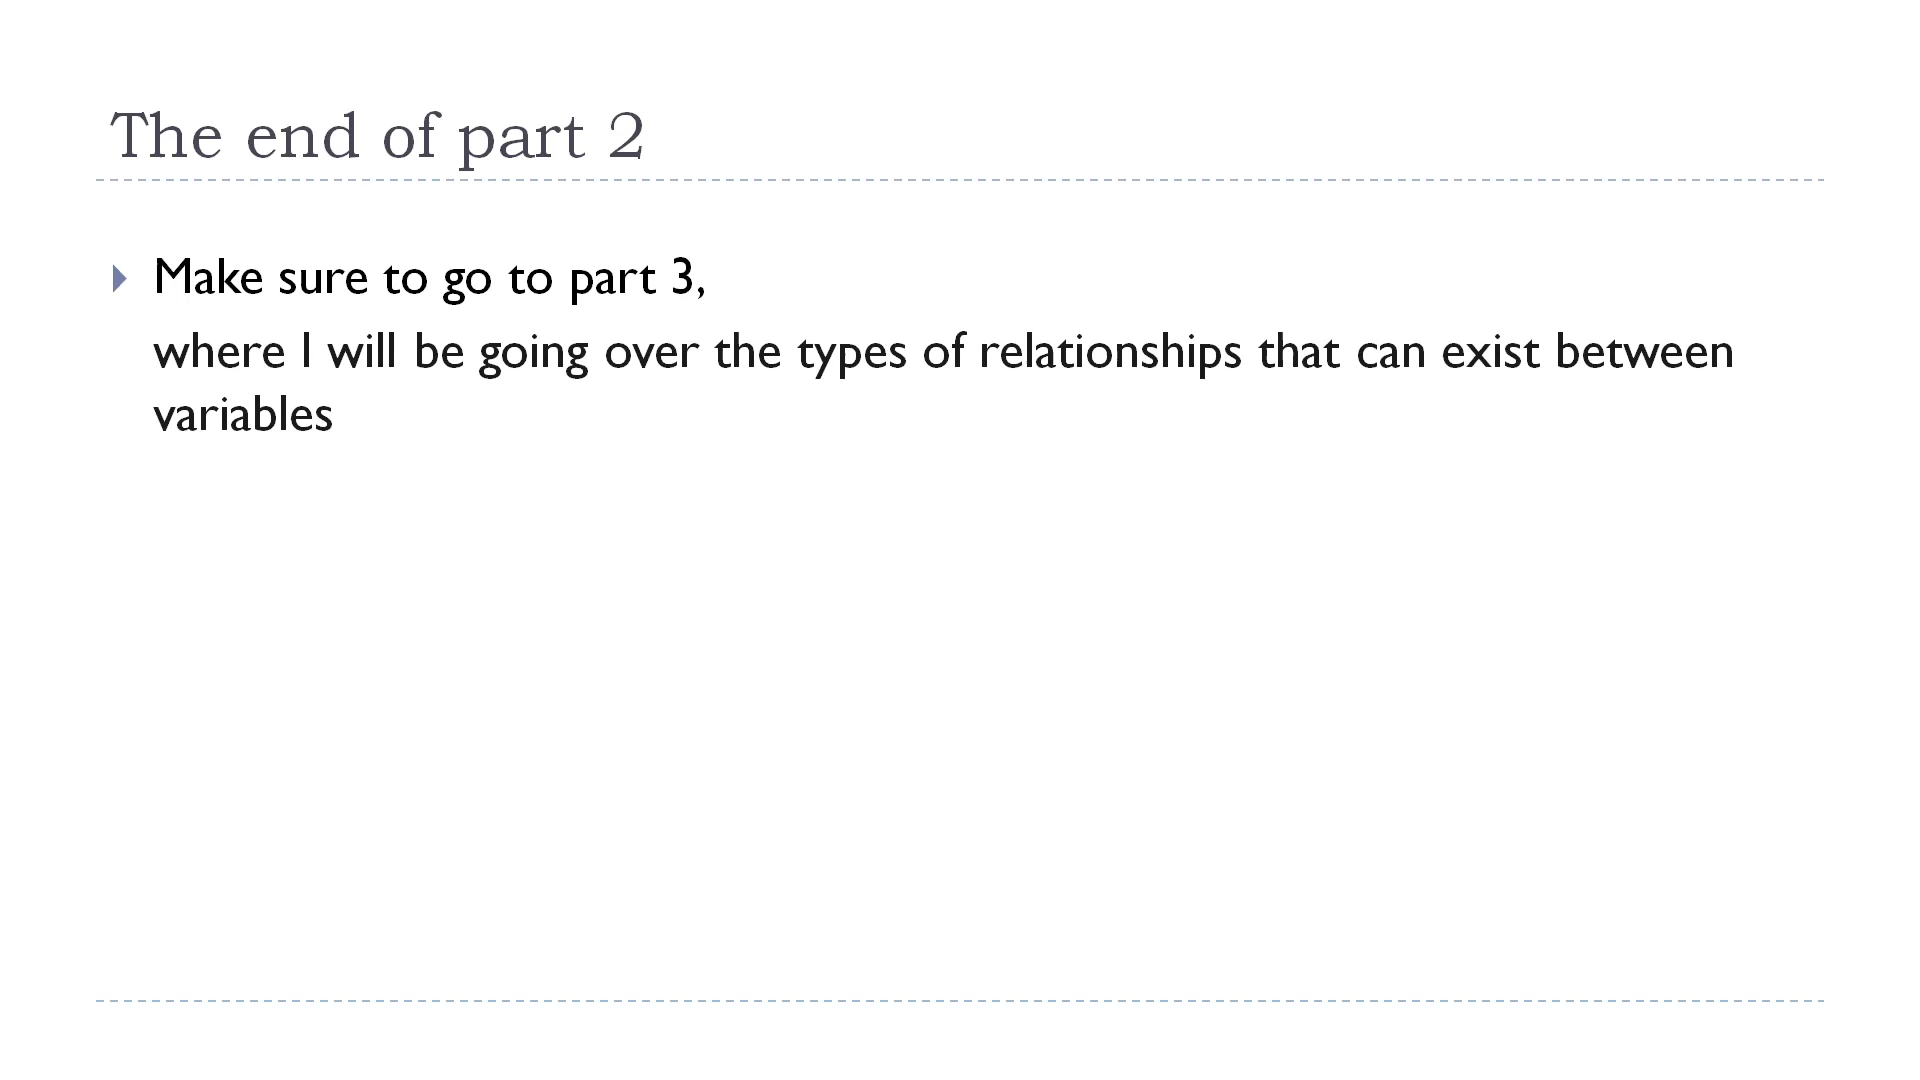 The end of part 2
Make sure to go to part 3,
where I will be going over the types of relationships that can exist between
variables